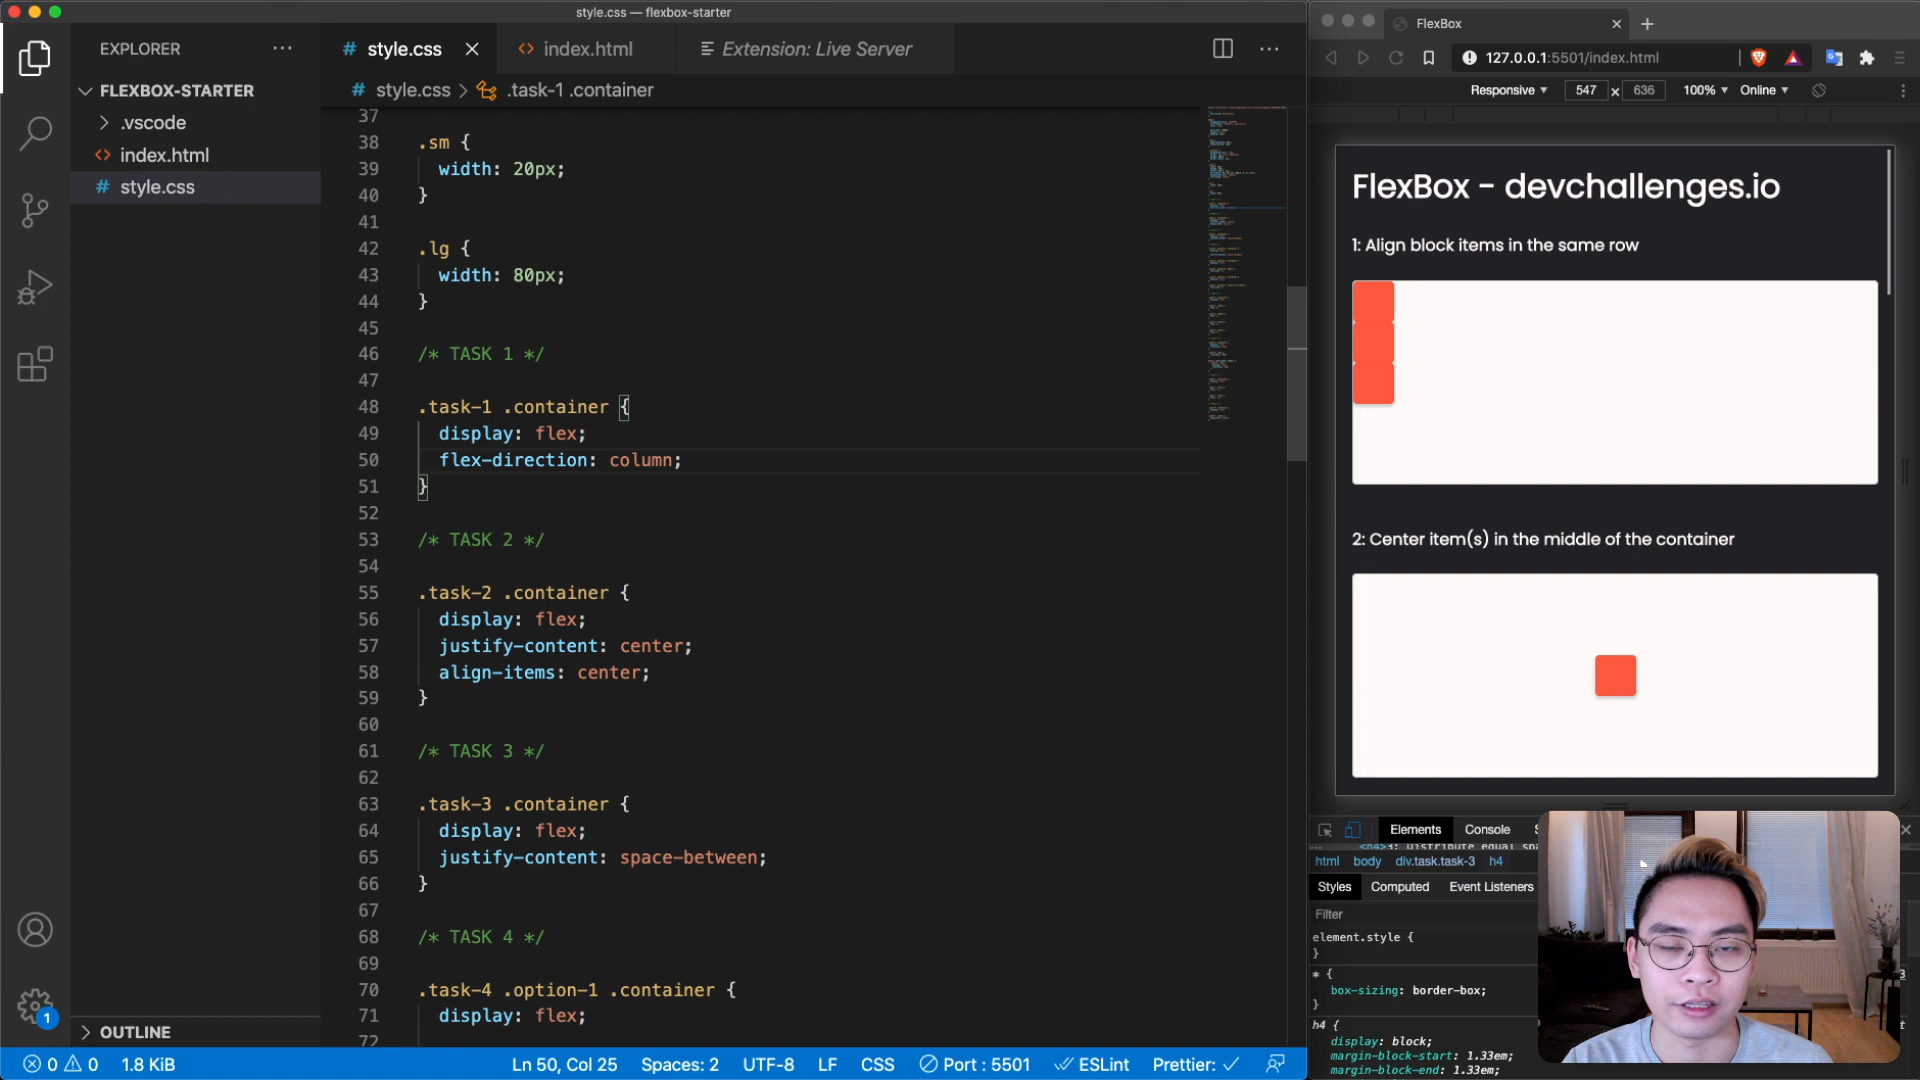 style.css — flexbox-starter
EXPLORER
FLEXBOX-STARTER
.vscode
<> index.html
# style.css
OUTLINE
# style.css
<> index.html
Extension: Live Server
# style.css > .task-1 .container
37
38 .sm {
39 width: 20px;
40 }
41
42 .lg {
43 width: 80px;
44 }
45
46 /* TASK 1 */
47
48 .task-1 .container {
49 display: flex;
50 flex-direction: column;
51 }
52
53 /* TASK 2 */
54
55 .task-2 .container {
56 display: flex;
57 justify-content: center;
58 align-items: center;
59 }
60
61 /* TASK 3 */
62
63 .task-3 .container {
64 display: flex;
65 justify-content: space-between;
66 }
67
68 /* TASK 4 */
69
70 .task-4 .option-1 .container {
71 display: flex;
72
1
0 0 1.8 KiB Ln 50, Col 25 Spaces: 2 UTF-8 LF CSS Port : 5501 ESLint Prettier: ✓
FlexBox
127.0.0.1:5501/index.html
Responsive 547 x 636 100% Online
FlexBox - devchallenges.io
1: Align block items in the same row
2: Center item(s) in the middle of the container
Elements Console
html body div.task.task-3 h4
Styles Computed Event Listeners
Filter
element.style {
}
* {
box-sizing: border-box;
}
h4 {
display: block;
margin-block-start: 1.33em;
margin-block-end: 1.33em;